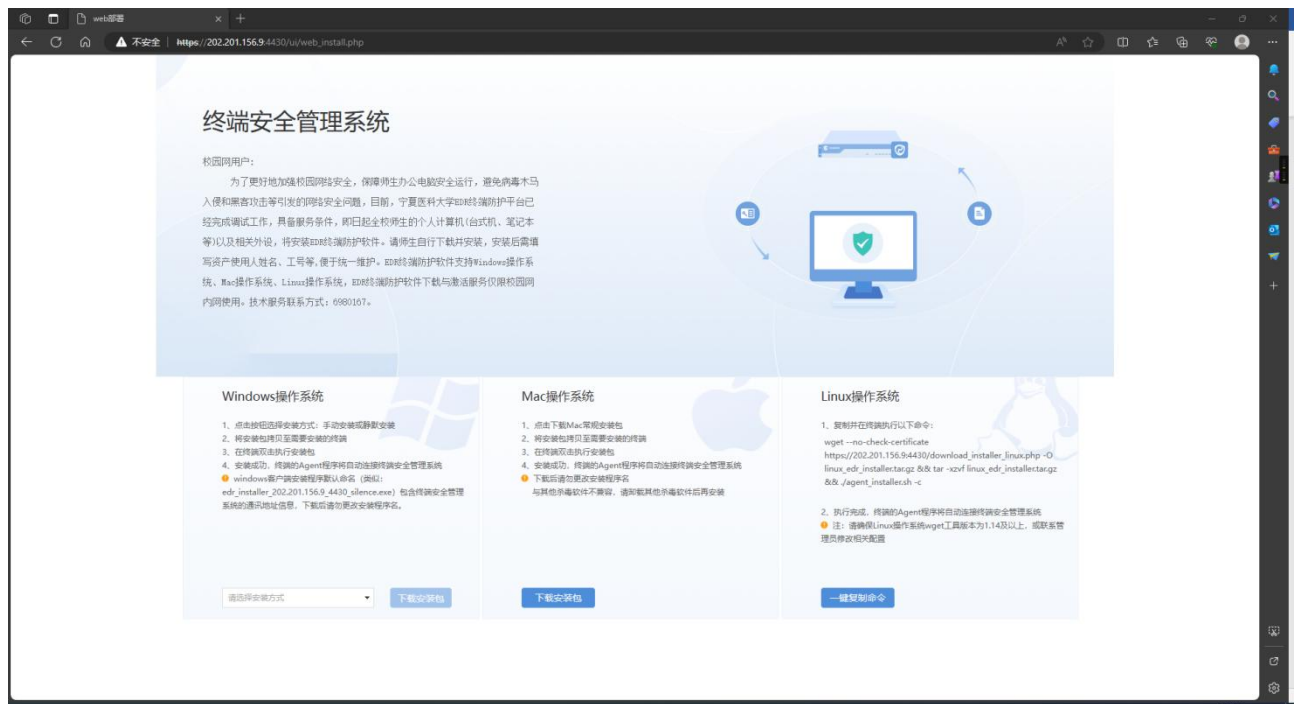 web部署
不安全 https://202.201.156.9:4430/ui/web_install.php
终端安全管理系统
校园网用户：
为了更好地加强校园网络安全，保障师生办公电脑安全运行，避免病毒木马
入侵和黑客攻击等引发的网络安全问题，目前，宁夏医科大学EDR终端防护平台已
经完成调试工作，具备服务条件，即日起全校师生的个人计算机(台式机、笔记本
等)以及相关外设，将安装EDR终端防护软件。请师生自行下载并安装，安装后需填
写资产使用人姓名、工号等,便于统一维护。EDR终端防护软件支持Windows操作系
统、Mac操作系统、Linux操作系统，EDR终端防护软件下载与激活服务仅限校园网
内网使用。技术服务联系方式：6980167。
Windows操作系统
1、点击按钮选择安装方式：手动安装或静默安装
2、将安装包拷贝至需要安装的终端
3、在终端双击执行安装包
4、安装成功，终端的Agent程序将自动连接终端安全管理系统
windows客户端安装程序默认命名（类似：
edr_installer_202.201.156.9_4430_silence.exe）包含终端安全管理
系统的通讯地址信息，下载后请勿更改安装程序名。
请选择安装方式
下载安装包
Mac操作系统
1、点击下载Mac常规安装包
2、将安装包拷贝至需要安装的终端
3、在终端双击执行安装包
4、安装成功，终端的Agent程序将自动连接终端安全管理系统
下载后请勿更改安装程序名
与其他杀毒软件不兼容，请卸载其他杀毒软件后再安装
下载安装包
Linux操作系统
1、复制并在终端执行以下命令：
wget --no-check-certificate
https://202.201.156.9:4430/download_installer_linux.php -O
linux_edr_installer.tar.gz && tar -xzvf linux_edr_installer.tar.gz
&& ./agent_installer.sh -c
2、执行完成，终端的Agent程序将自动连接终端安全管理系统
注：请确保Linux操作系统wget工具版本为1.14及以上，或联系管
理员修改相关配置
一键复制命令